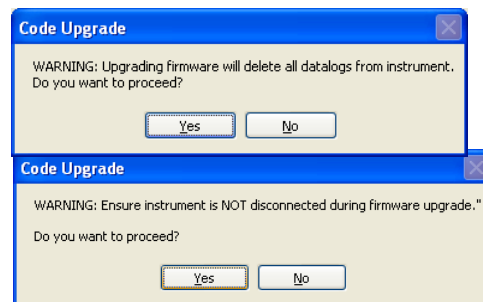 Code Upgrade
WARNING: Upgrading firmware will delete all datalogs from instrument.
Do you want to proceed?
Yes
No
Code Upgrade
WARNING: Ensure instrument is NOT disconnected during firmware upgrade."
Do you want to proceed?
Yes
No